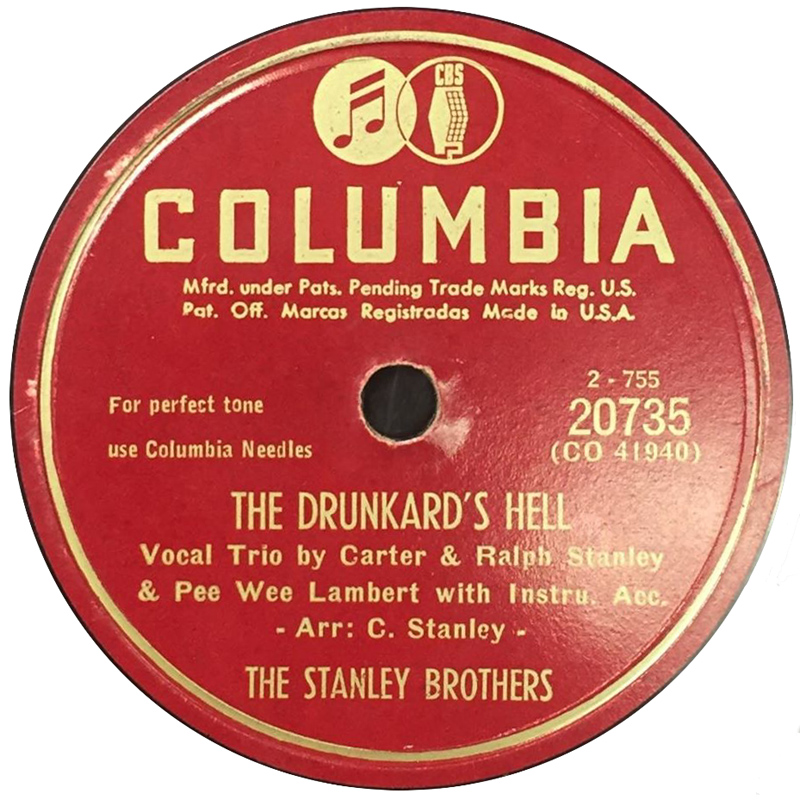 CBS
COLUMBIA
Mfrd. under Pats. Pending Trade Marks Reg. U.S.
Pat. Off. Marcas Registradas Made in U.S.A.
For perfect tone
use Columbia Needles
2 - 755
20735
(CO 41940)
THE DRUNKARD'S HELL
Vocal Trio by Carter & Ralph Stanley
& Pee Wee Lambert with Instru. Acc.
- Arr: C. Stanley -
THE STANLEY BROTHERS